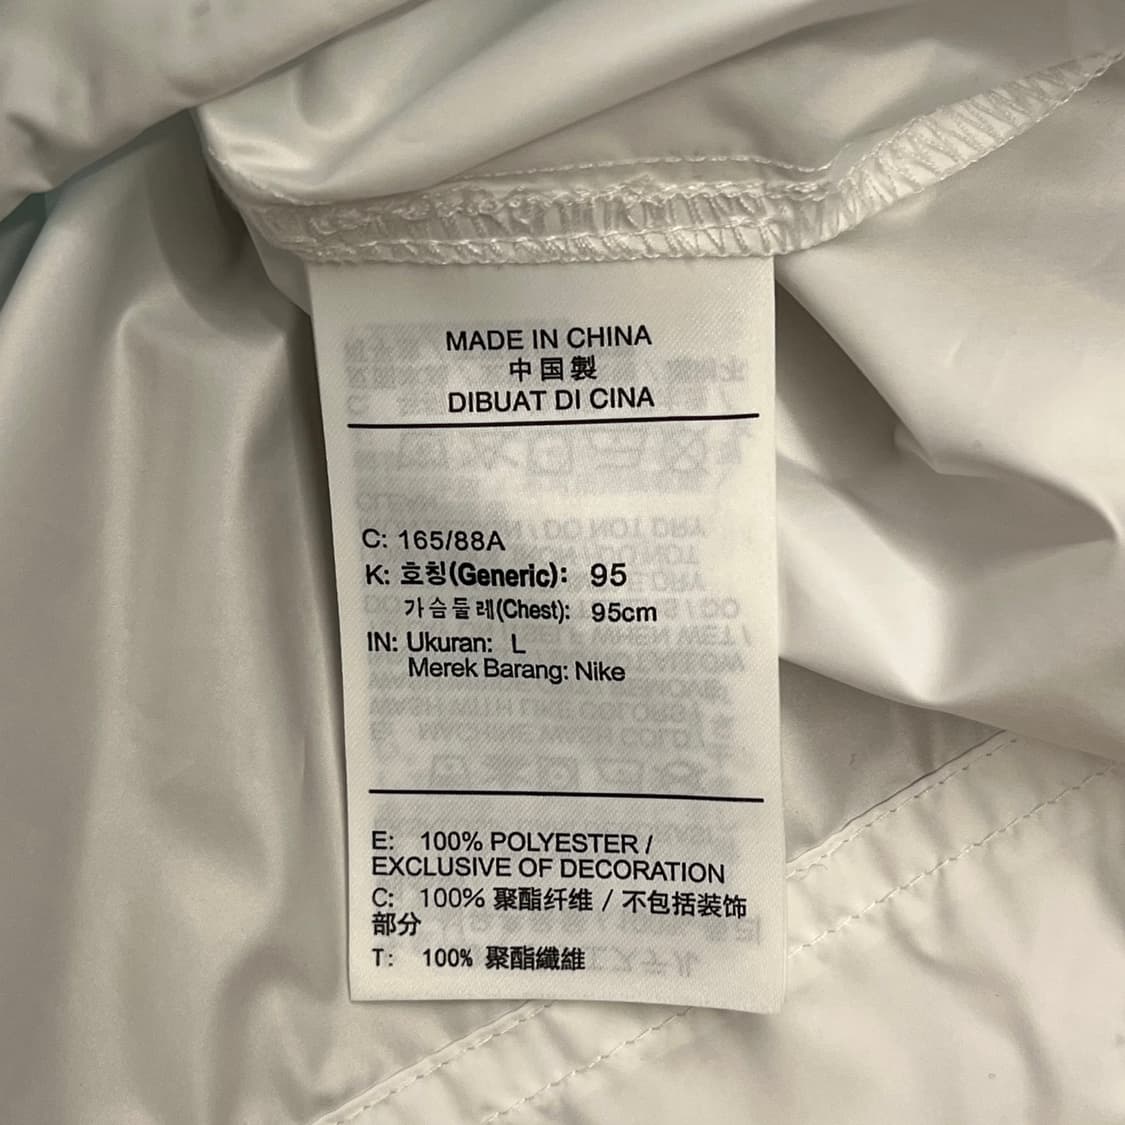 MADE IN CHINA
中国製
DIBUAT DI CINA
C: 165/88A
K: 호칭(Generic): 95
가슴둘레(Chest): 95cm
IN: Ukuran: L
Merek Barang: Nike
E: 100% POLYESTER /
EXCLUSIVE OF DECORATION
C: 100% 聚酯纤维 / 不包括装饰
部分
T: 100% 聚酯纖維